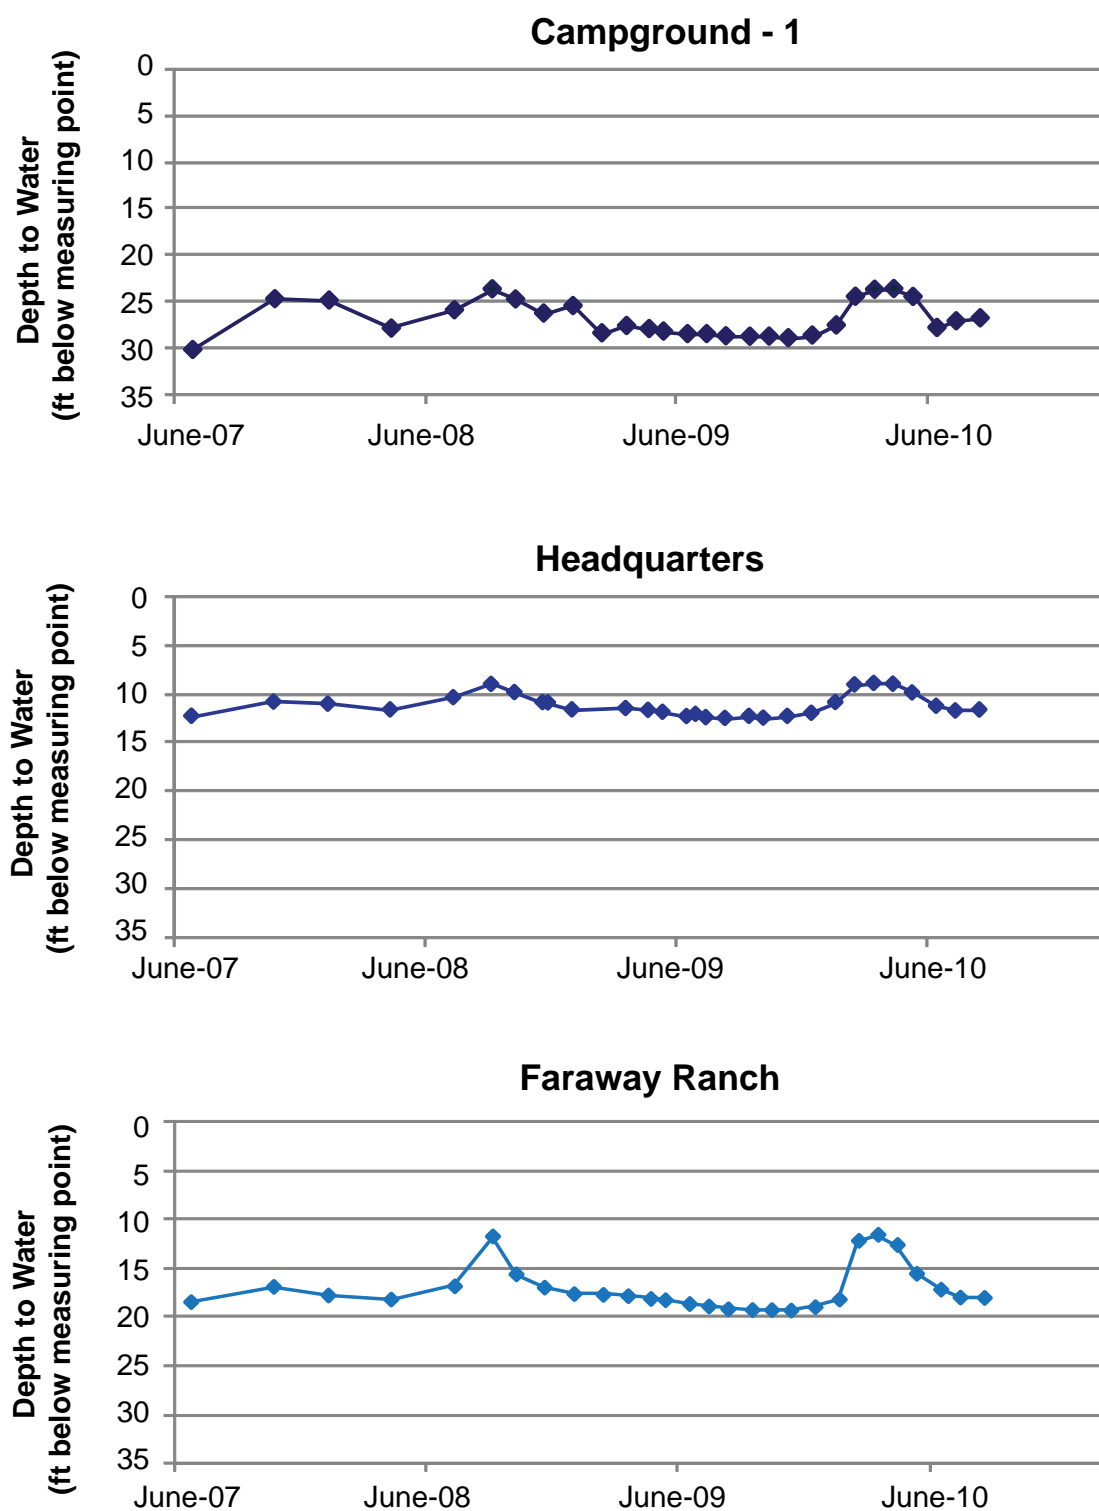 Campground - 1
Depth to Water
(ft below measuring point)
0
5
10
15
20
25
30
35
June-07
June-08
June-09
June-10
Headquarters
Depth to Water
(ft below measuring point)
0
5
10
15
20
25
30
35
June-07
June-08
June-09
June-10
Faraway Ranch
Depth to Water
(ft below measuring point)
0
5
10
15
20
25
30
35
June-07
June-08
June-09
June-10